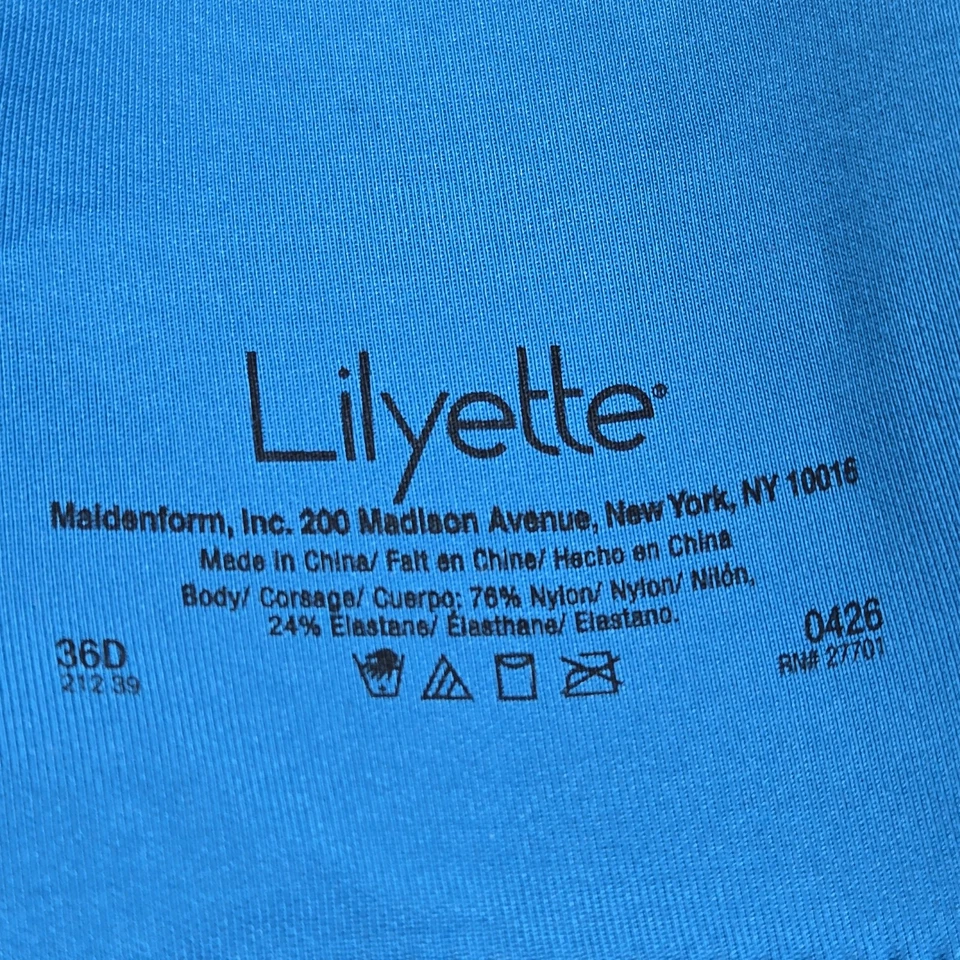 Lilyette®
Maidenform, Inc. 200 Madison Avenue, New York, NY 10016
Made in China/ Fait en Chine/ Hecho en China
Body/ Corsage/ Cuerpo: 76% Nylon/ Nylon/ Nilón,
24% Elastane/ Élasthane/ Elastano.
36D
212 39
0426
RN# 27701